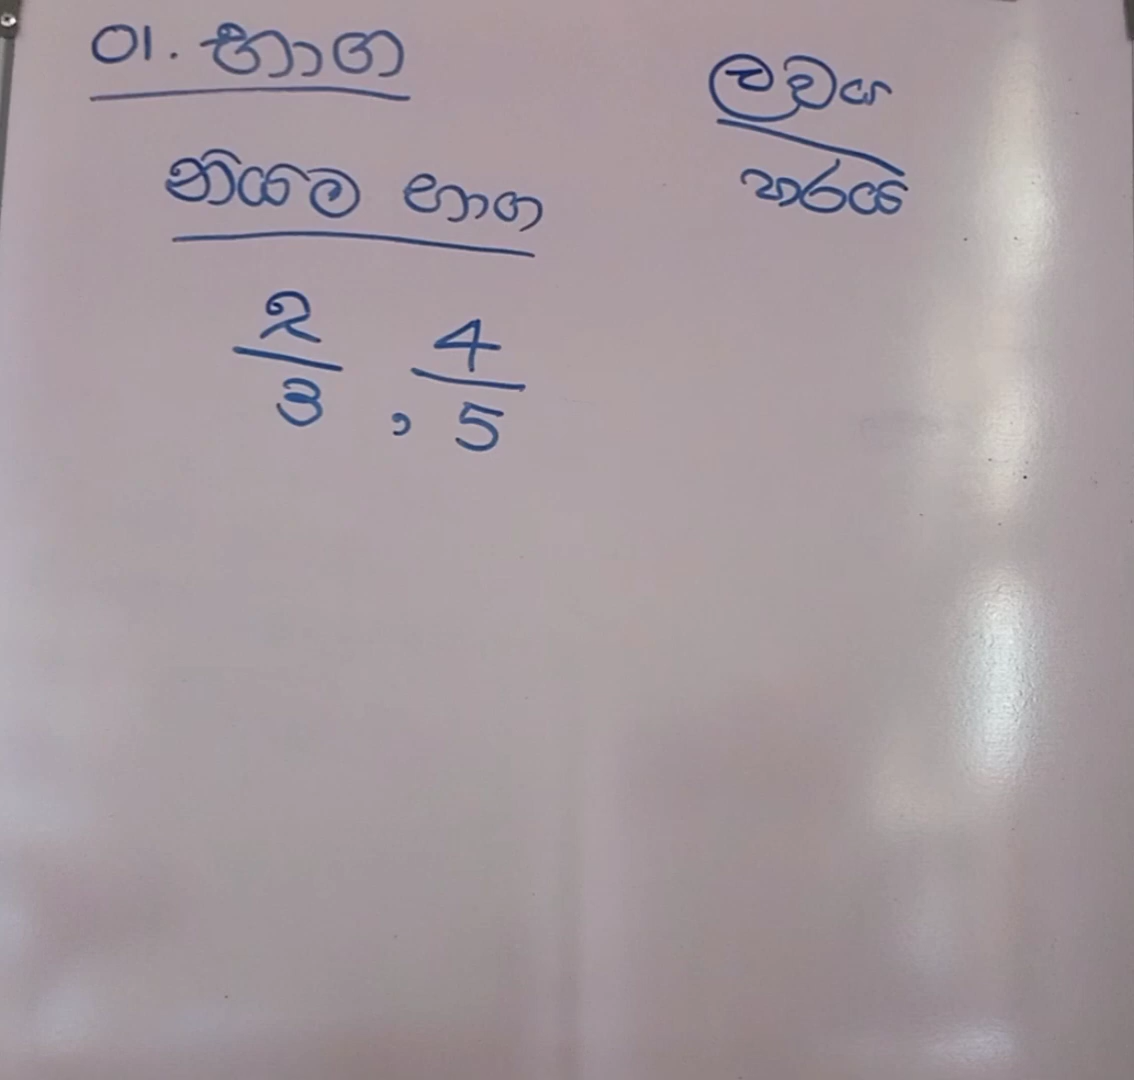 01. භාග
ලවය
හරය
නියම භාග
2/3 , 4/5